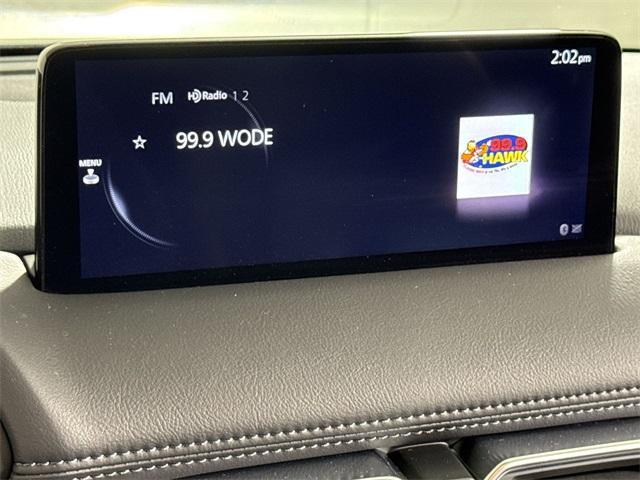 2:02pm
FM HD Radio 1 2
99.9 WODE
MENU
99.9
HAWK